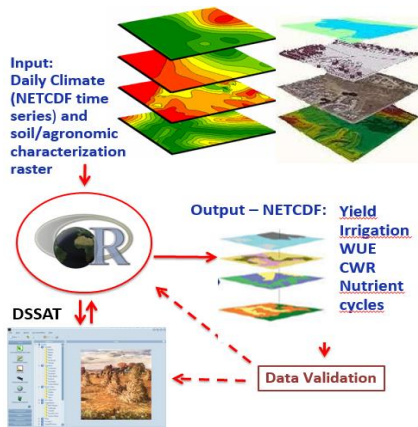 Input:
Daily Climate
(NETCDF time
series) and
soil/agronomic
characterization
raster
R
Output – NETCDF:
Yield
Irrigation
WUE
CWR
Nutrient
cycles
DSSAT
Data Validation